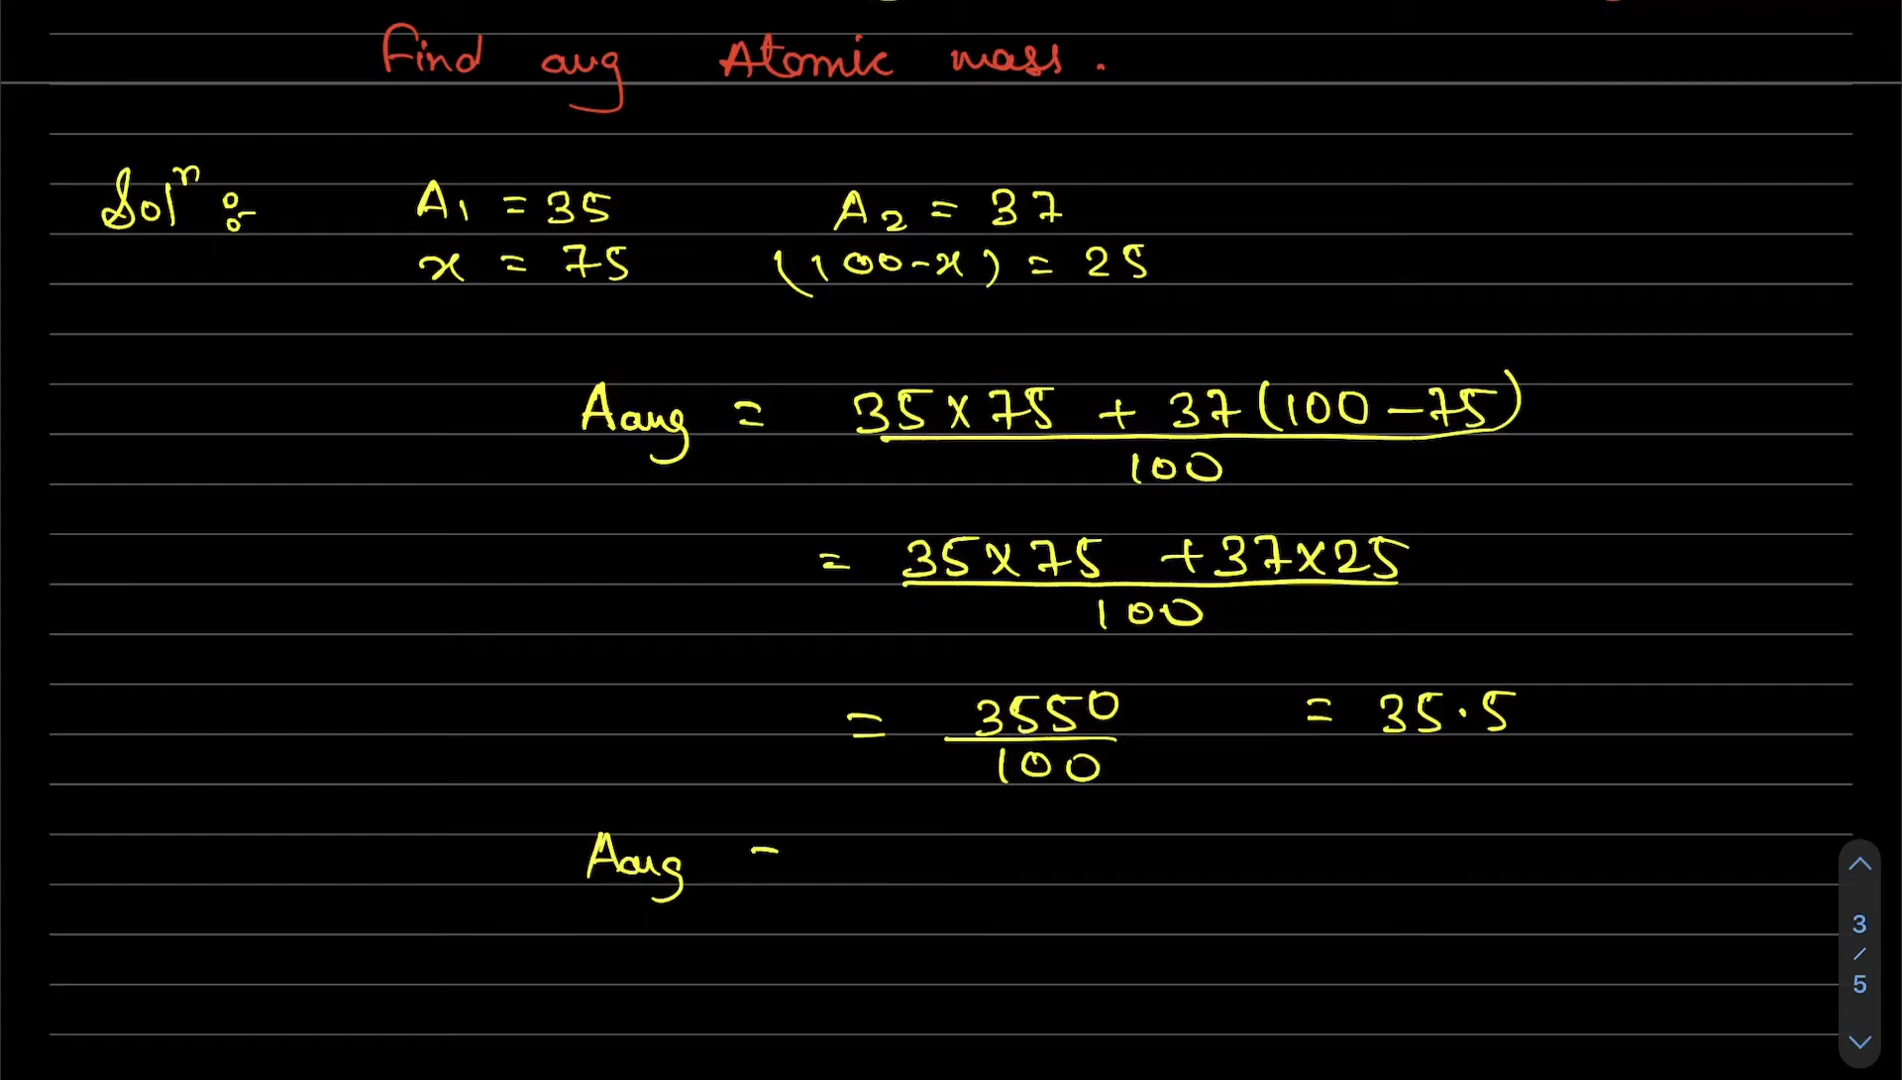 Find avg Atomic mass.
Solⁿ :-
A₁ = 35 A₂ = 37
x = 75 (100-x) = 25
Aavg = 35×75 + 37(100-75)
100
= 35×75 +37×25
100
= 3550 = 35.5
100
Aavg -
3
/
5